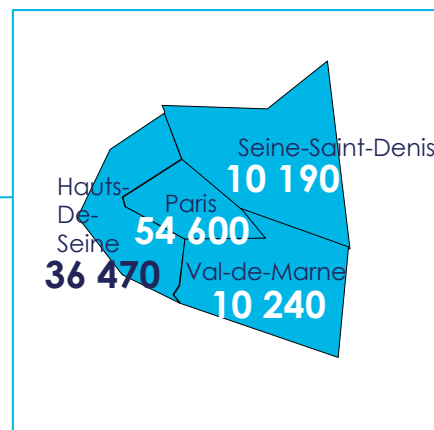 Seine-Saint-Denis
10 190
Hauts-
De-
Seine
36 470
Paris
54 600
Val-de-Marne
10 240